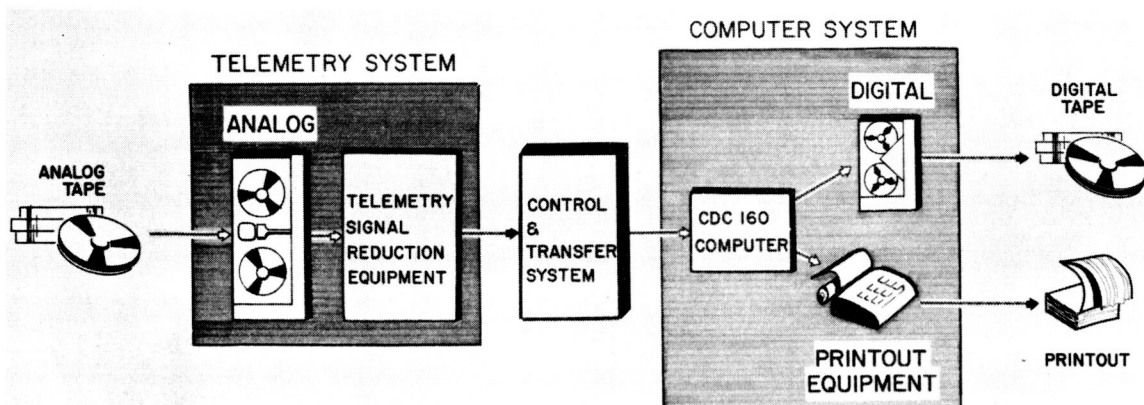 COMPUTER SYSTEM
TELEMETRY SYSTEM
ANALOG
ANALOG
TAPE
TELEMETRY
SIGNAL
REDUCTION
EQUIPMENT
CONTROL
&
TRANSFER
SYSTEM
CDC 160
COMPUTER
DIGITAL
PRINTOUT
EQUIPMENT
DIGITAL
TAPE
PRINTOUT